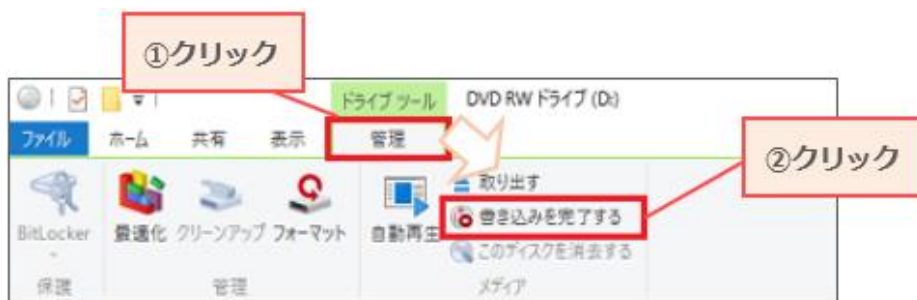 ①クリック
ドライブ ツール DVD RW ドライブ (D:)
ファイル ホーム 共有 表示 管理
②クリック
取り出す
書き込みを完了する
このディスクを消去する
BitLocker 最適化 クリーンアップ フォーマット 自動再生
保護 管理 メディア